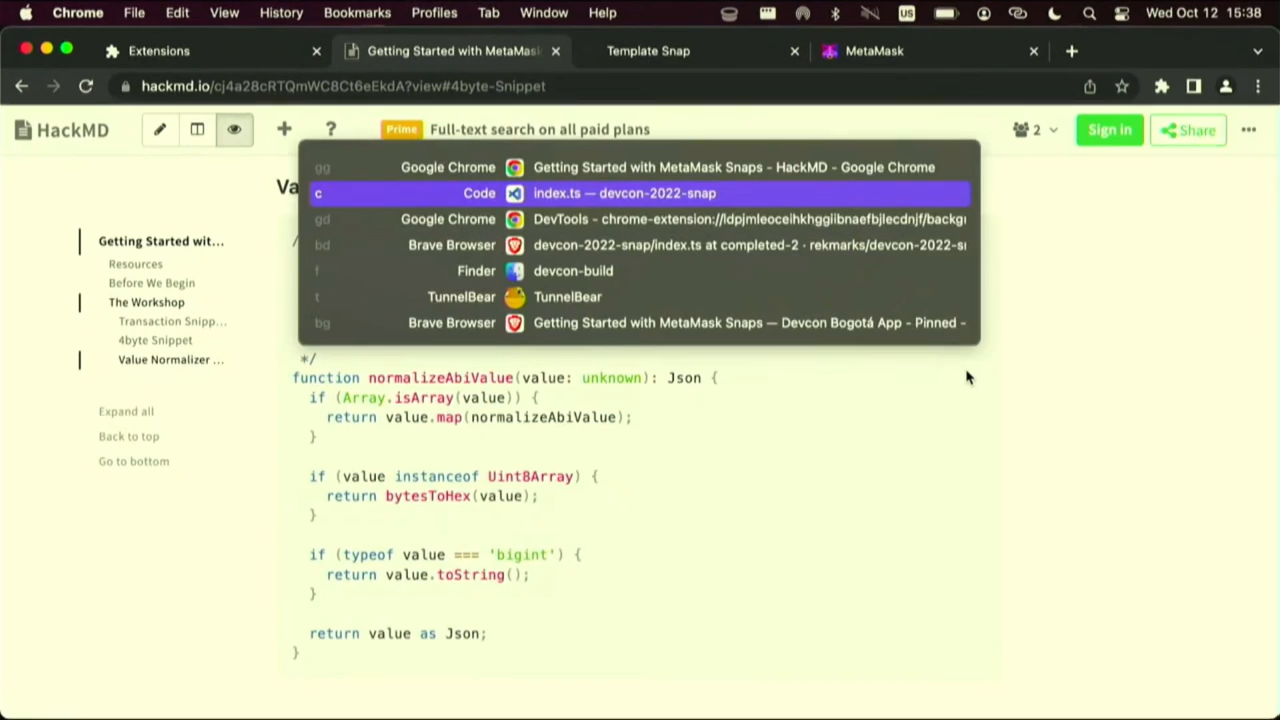 Chrome File Edit View History Bookmarks Profiles Tab Window Help US Wed Oct 12 15:38
Extensions Getting Started with MetaMask Template Snap MetaMask
hackmd.io/cj4a28cRTQmWC8Ct6eEkdA?view#4byte-Snippet
HackMD + ? Prime Full-text search on all paid plans 2 Sign in Share
Va
gg Google Chrome Getting Started with MetaMask Snaps - HackMD - Google Chrome
c Code index.ts — devcon-2022-snap
gd Google Chrome DevTools - chrome-extension://ldpjmleoceihkhggiibnaefbjlecdnjf/backgr
bd Brave Browser devcon-2022-snap/index.ts at completed-2 · rekmarks/devcon-2022-s
f Finder devcon-build
t TunnelBear TunnelBear
bg Brave Browser Getting Started with MetaMask Snaps — Devcon Bogotá App - Pinned -
Getting Started wit...
Resources
Before We Begin
The Workshop
Transaction Snipp...
4byte Snippet
Value Normalizer ...
Expand all
Back to top
Go to bottom
/
*/
function normalizeAbiValue(value: unknown): Json {
if (Array.isArray(value)) {
return value.map(normalizeAbiValue);
}
if (value instanceof Uint8Array) {
return bytesToHex(value);
}
if (typeof value === 'bigint') {
return value.toString();
}
return value as Json;
}